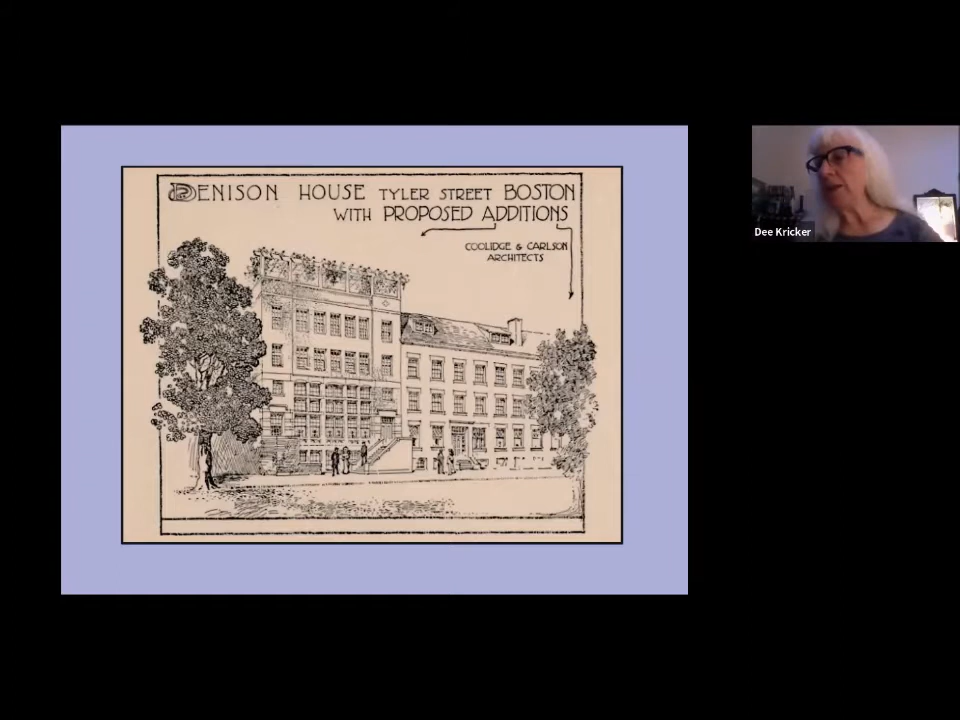 DENISON HOUSE TYLER STREET BOSTON
WITH PROPOSED ADDITIONS
COOLIDGE & CARLSON
ARCHITECTS
Dee Kricker